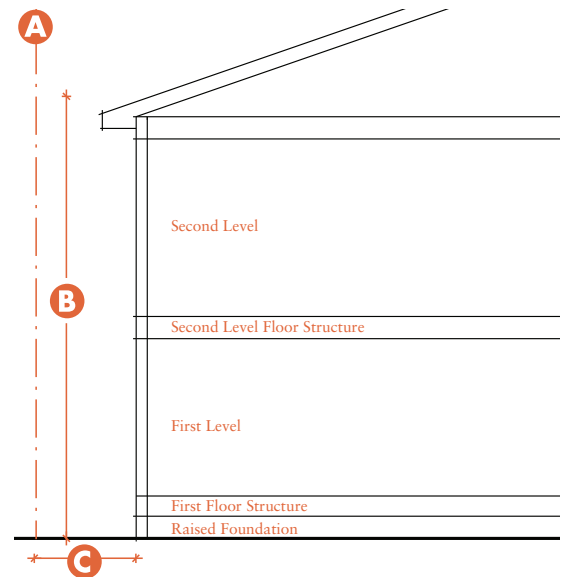 A
Second Level
B
Second Level Floor Structure
First Level
First Floor Structure
Raised Foundation
C